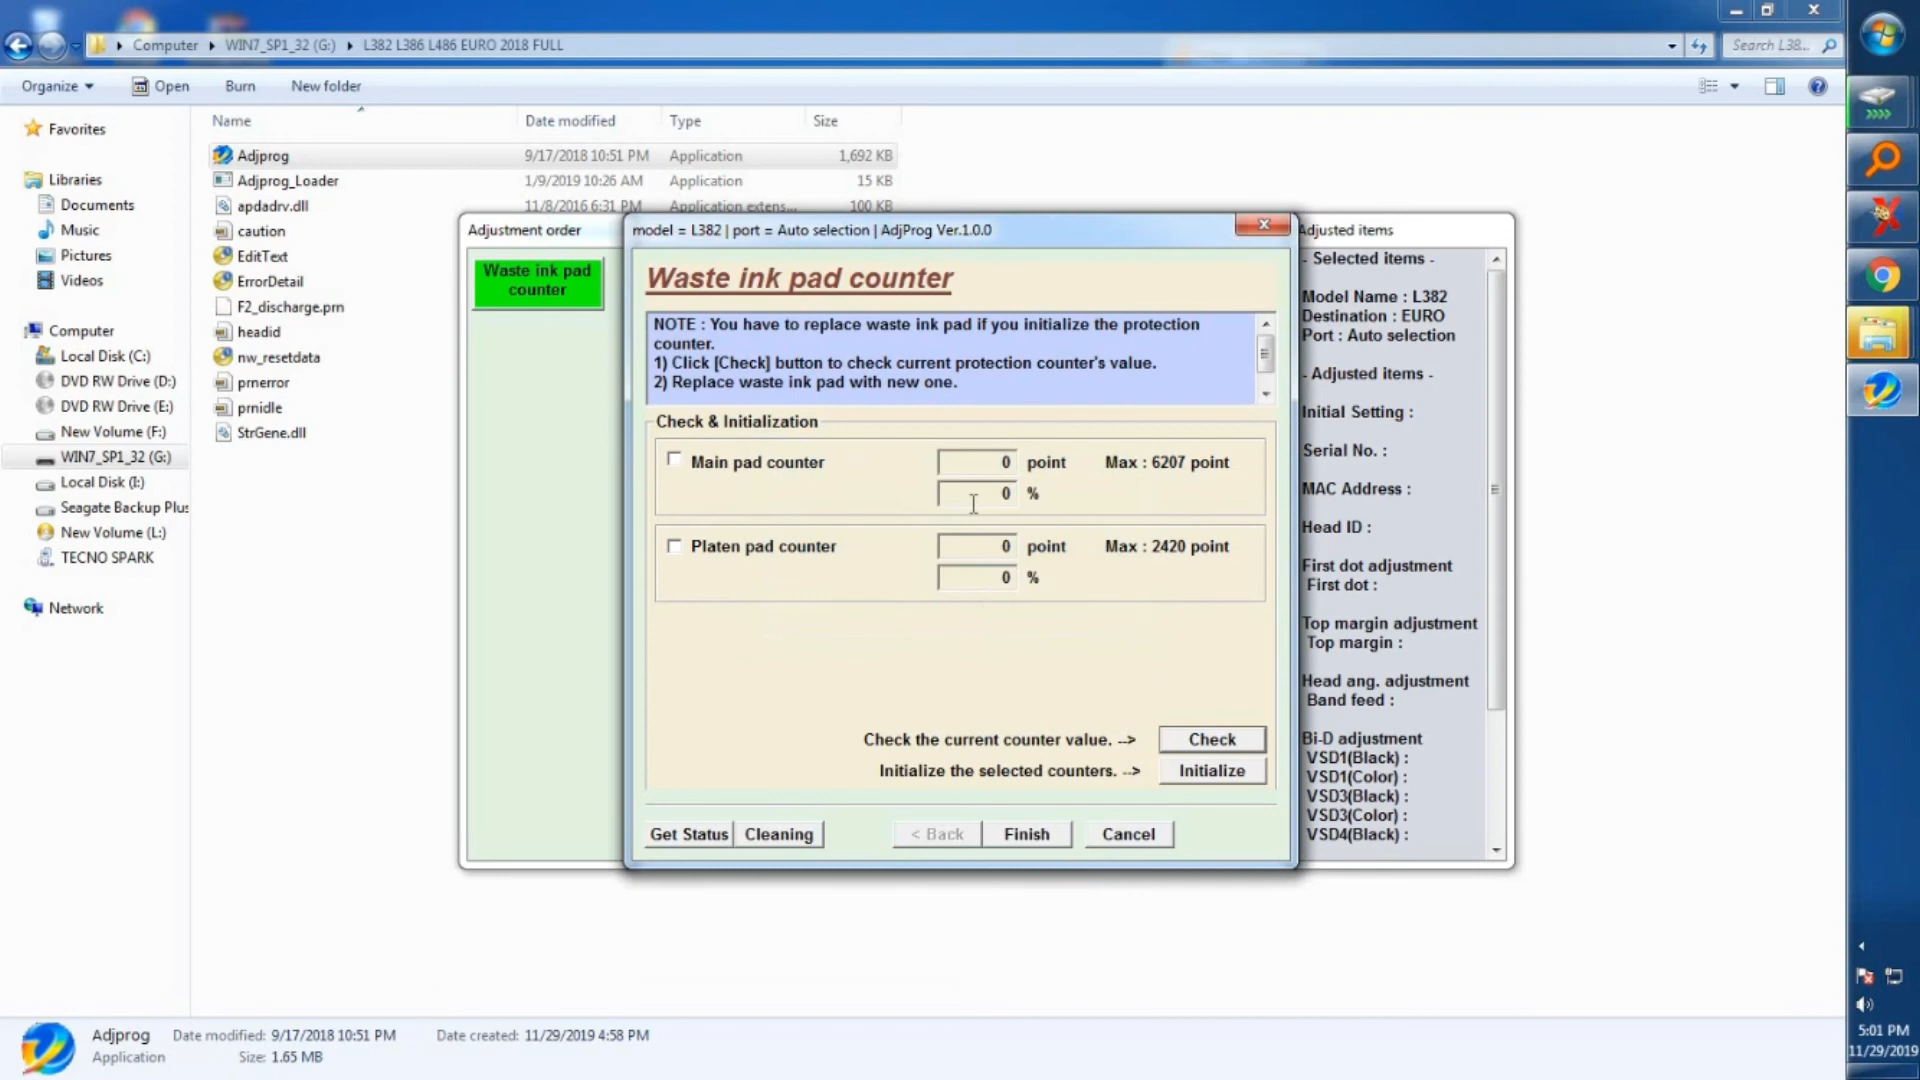 Computer
WIN7_SP1_32 (G:)
L382 L386 L486 EURO 2018 FULL
Search L38...
Organize
Open
Burn
New folder
Name
Date modified
Type
Size
Favorites
Libraries
Documents
Music
Pictures
Videos
Computer
Local Disk (C:)
DVD RW Drive (D:)
DVD RW Drive (E:)
New Volume (F:)
WIN7_SP1_32 (G:)
Local Disk (I:)
Seagate Backup Plus
New Volume (L:)
TECNO SPARK
Network
Adjprog 9/17/2018 10:51 PM Application 1,692 KB
Adjprog_Loader 1/9/2019 10:26 AM Application 15 KB
apdadrv.dll 11/8/2016 6:31 PM Application extens... 100 KB
caution
EditText
ErrorDetail
F2_discharge.prn
headid
nw_resetdata
prnerror
prnidle
StrGene.dll
Adjustment order
Waste ink pad
counter
model = L382 | port = Auto selection | AdjProg Ver.1.0.0
Waste ink pad counter
NOTE : You have to replace waste ink pad if you initialize the protection
counter.
1) Click [Check] button to check current protection counter's value.
2) Replace waste ink pad with new one.
Check & Initialization
Main pad counter 0 point Max : 6207 point
0 %
Platen pad counter 0 point Max : 2420 point
0 %
Check the current counter value. --> Check
Initialize the selected counters. --> Initialize
Get Status Cleaning < Back Finish Cancel
Adjusted items
- Selected items -
Model Name : L382
Destination : EURO
Port : Auto selection
- Adjusted items -
Initial Setting :
Serial No. :
MAC Address :
Head ID :
First dot adjustment
First dot :
Top margin adjustment
Top margin :
Head ang. adjustment
Band feed :
Bi-D adjustment
VSD1(Black) :
VSD1(Color) :
VSD3(Black) :
VSD3(Color) :
VSD4(Black) :
Adjprog Date modified: 9/17/2018 10:51 PM Date created: 11/29/2019 4:58 PM
Application Size: 1.65 MB
5:01 PM
11/29/2019